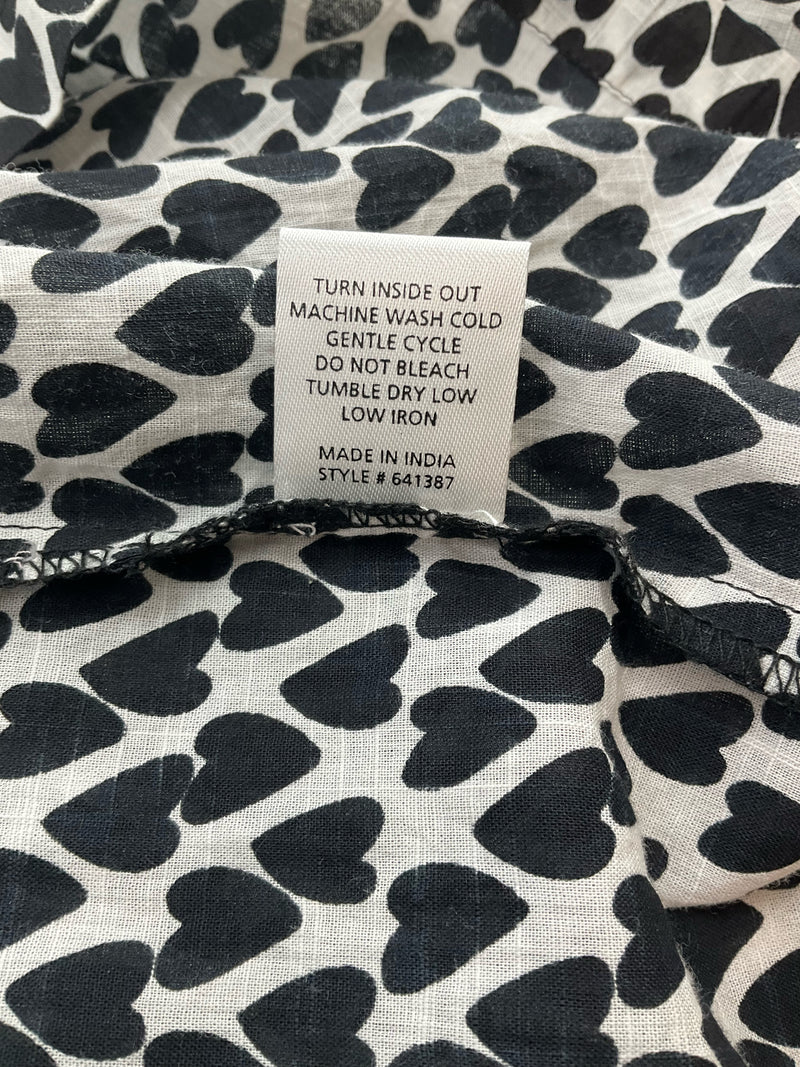 TURN INSIDE OUT
MACHINE WASH COLD
GENTLE CYCLE
DO NOT BLEACH
TUMBLE DRY LOW
LOW IRON
MADE IN INDIA
STYLE # 641387